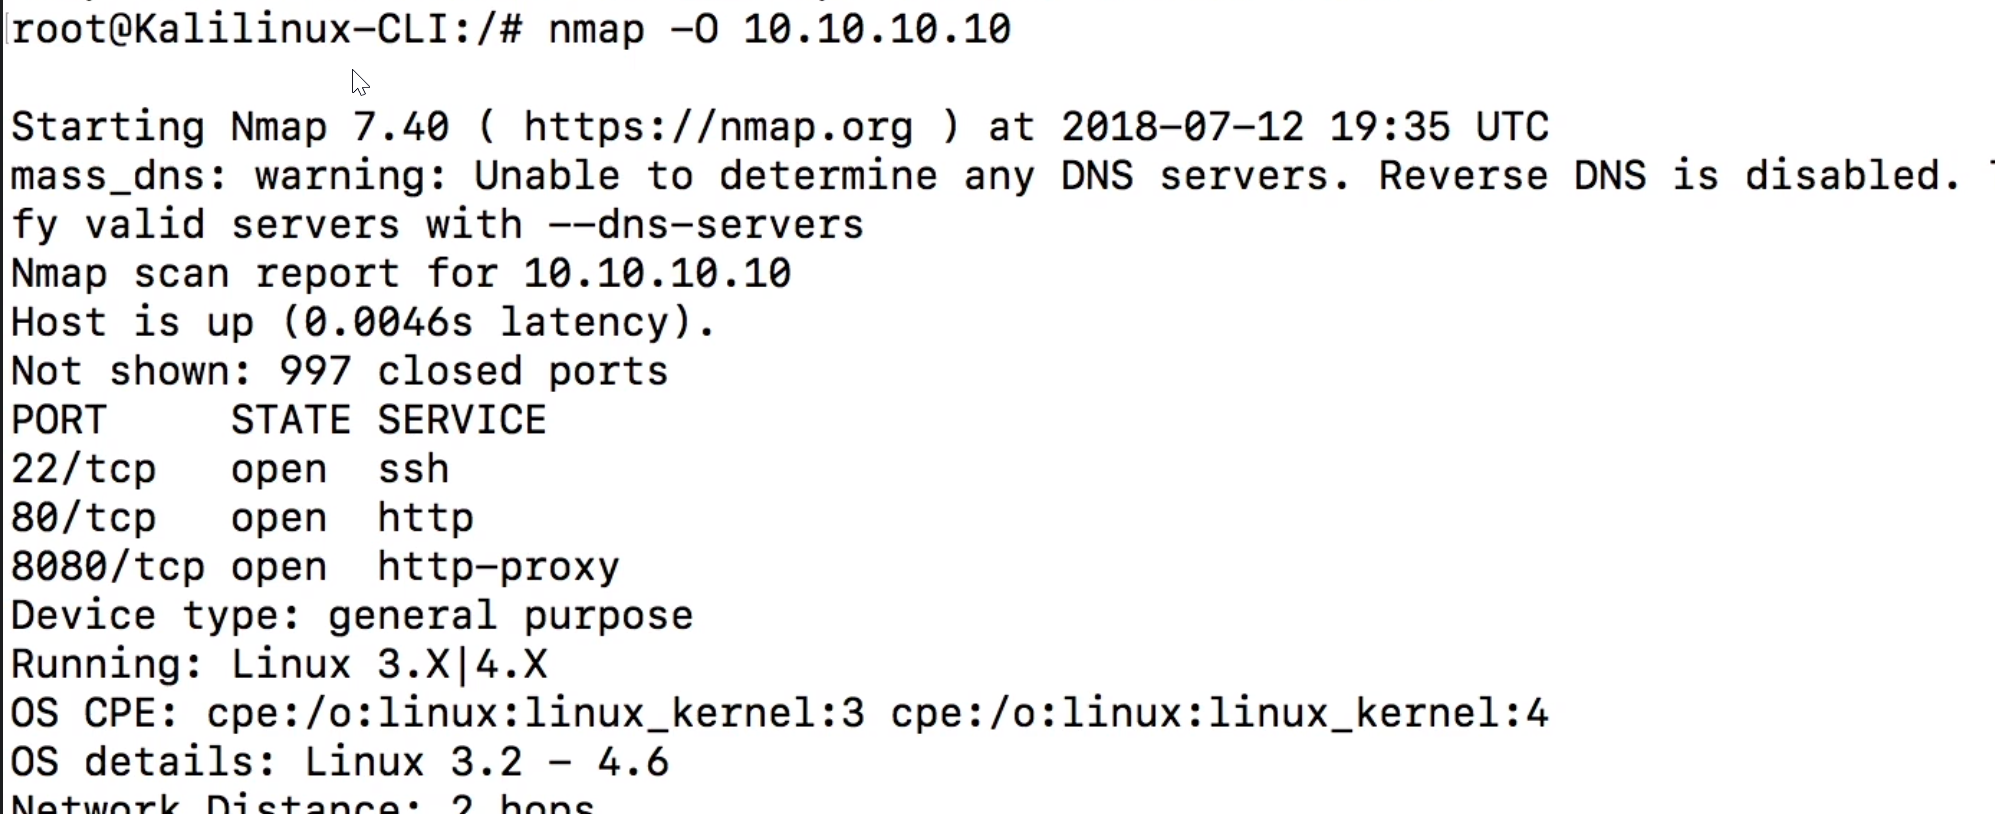 root@Kalilinux-CLI:/# nmap -O 10.10.10.10
Starting Nmap 7.40 ( https://nmap.org ) at 2018-07-12 19:35 UTC
mass_dns: warning: Unable to determine any DNS servers. Reverse DNS is disabled.
fy valid servers with --dns-servers
Nmap scan report for 10.10.10.10
Host is up (0.0046s latency).
Not shown: 997 closed ports
PORT     STATE SERVICE
22/tcp   open  ssh
80/tcp   open  http
8080/tcp open  http-proxy
Device type: general purpose
Running: Linux 3.X|4.X
OS CPE: cpe:/o:linux:linux_kernel:3 cpe:/o:linux:linux_kernel:4
OS details: Linux 3.2 - 4.6
Network Distance: 2 hops